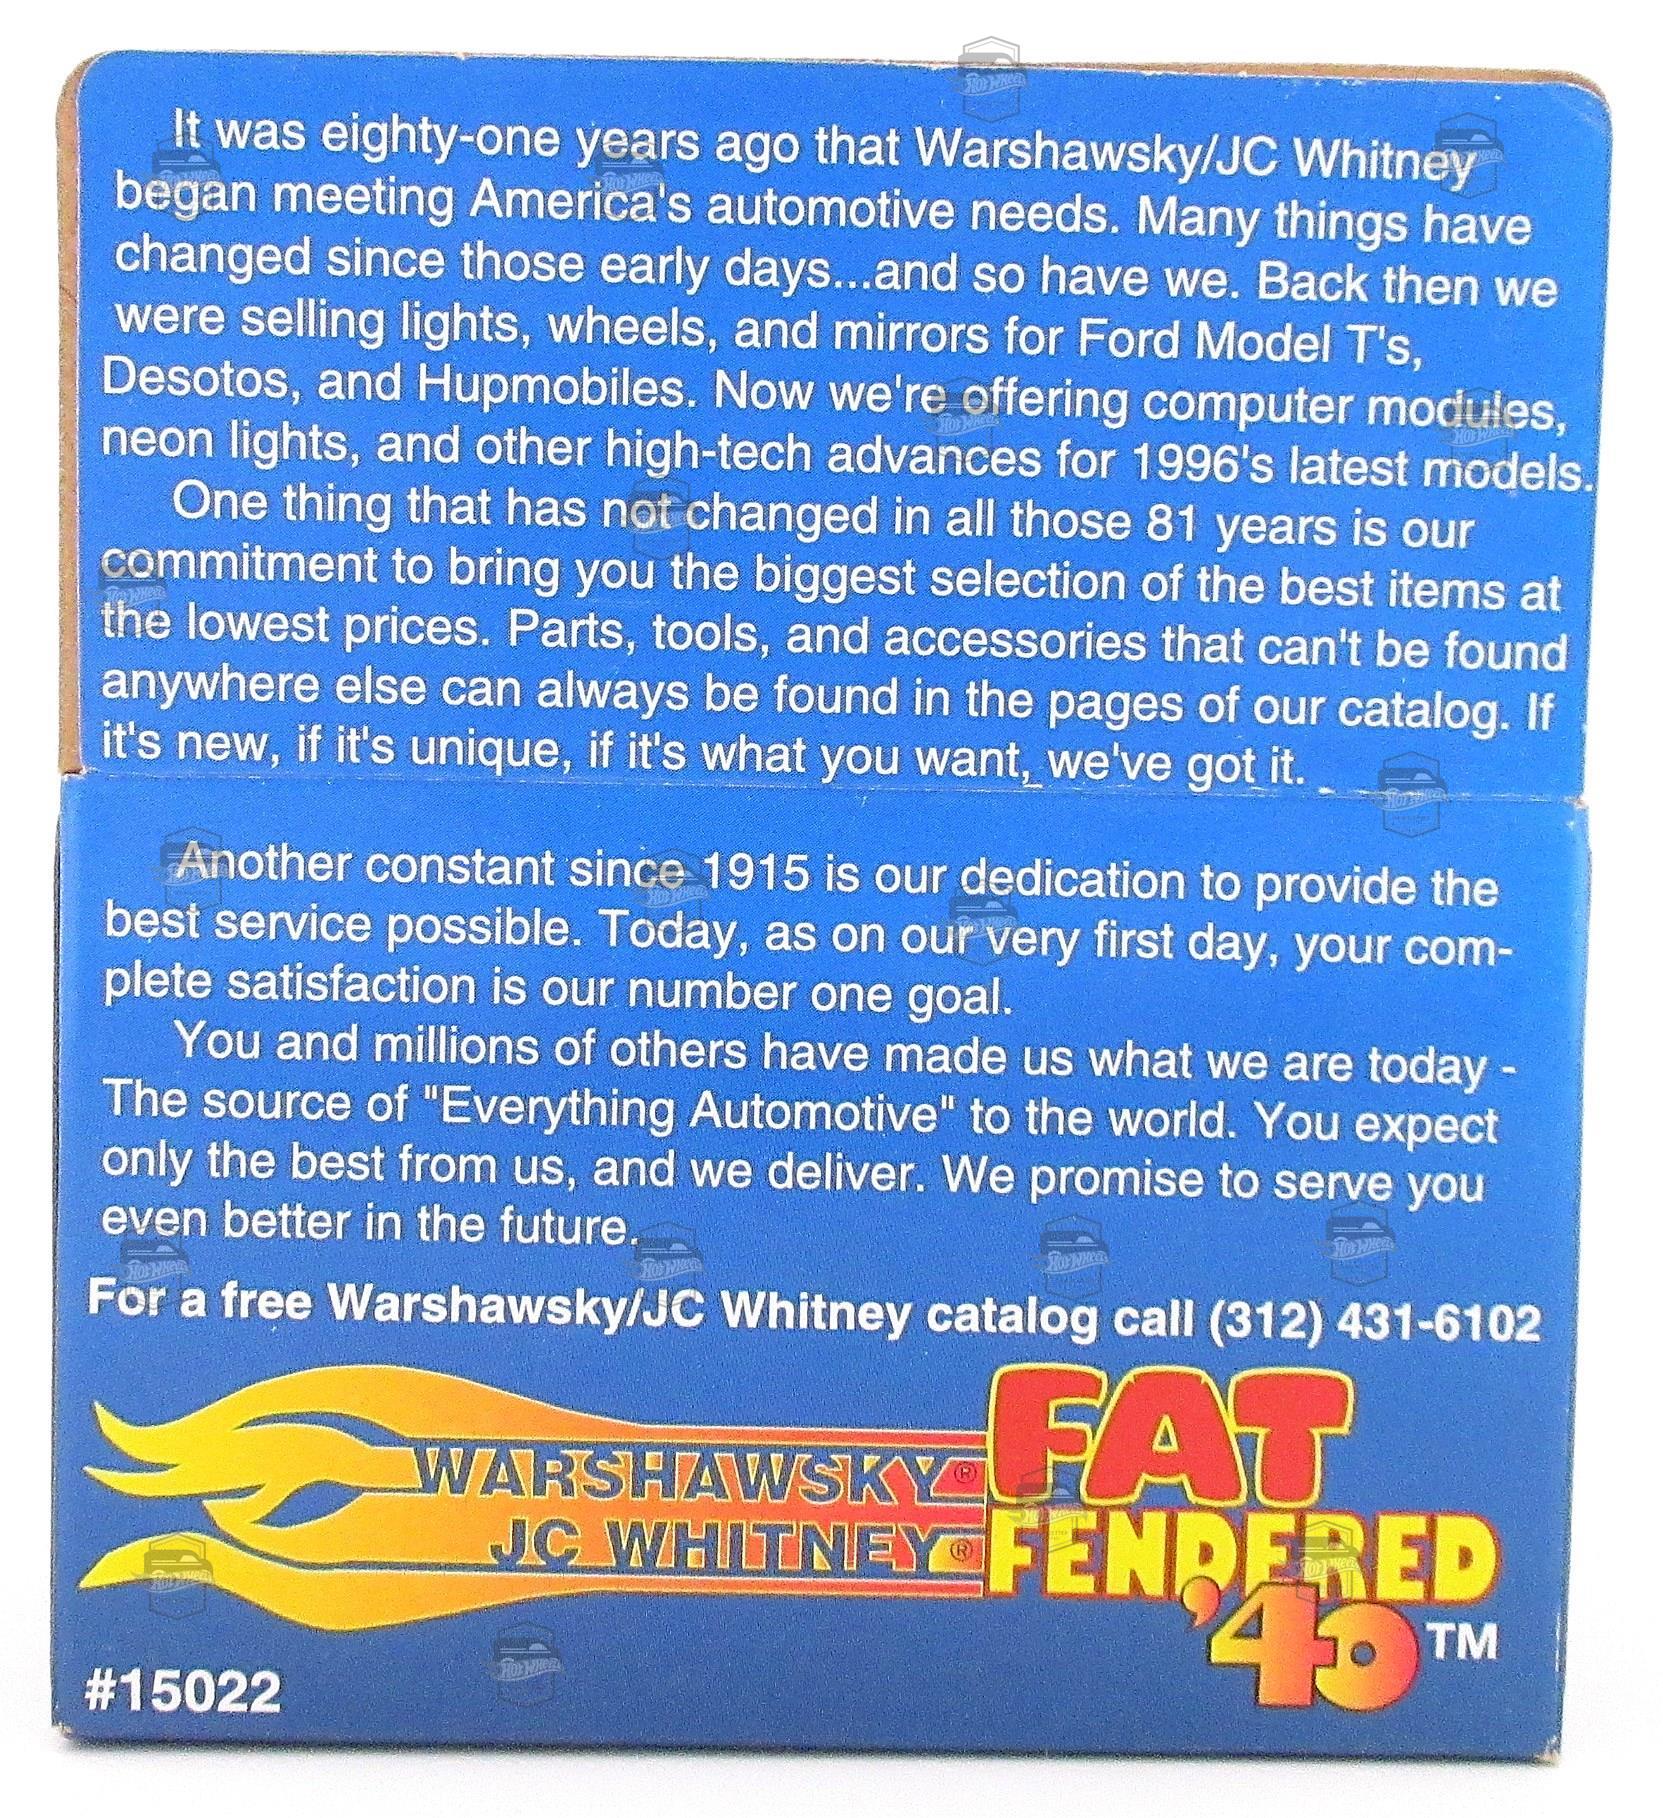 It was eighty-one years ago that Warshawsky/JC Whitney
began meeting America's automotive needs. Many things have
changed since those early days...and so have we. Back then we
were selling lights, wheels, and mirrors for Ford Model T's,
Desotos, and Hupmobiles. Now we're offering computer modules,
neon lights, and other high-tech advances for 1996's latest models.
One thing that has not changed in all those 81 years is our
commitment to bring you the biggest selection of the best items at
the lowest prices. Parts, tools, and accessories that can't be found
anywhere else can always be found in the pages of our catalog. If
it's new, if it's unique, if it's what you want, we've got it.
Another constant since 1915 is our dedication to provide the
best service possible. Today, as on our very first day, your com-
plete satisfaction is our number one goal.
You and millions of others have made us what we are today -
The source of "Everything Automotive" to the world. You expect
only the best from us, and we deliver. We promise to serve you
even better in the future.
For a free Warshawsky/JC Whitney catalog call (312) 431-6102
WARSHAWSKY®
JC WHITNEY®
FAT
FENDERED
'40™
#15022